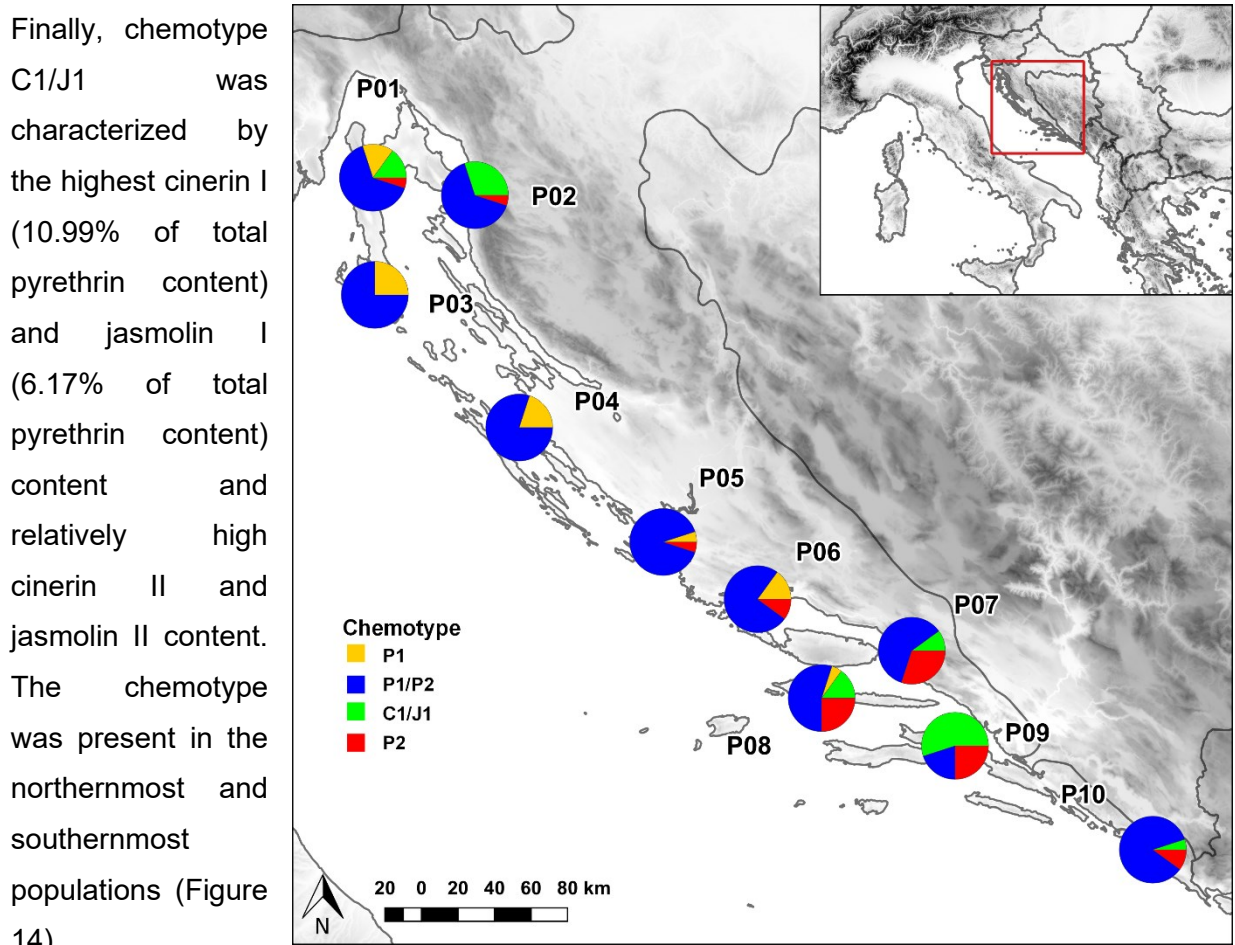 Finally, chemotype
C1/J1 was
characterized by
the highest cinerin I
(10.99% of total
pyrethrin content)
and jasmolin I
(6.17% of total
pyrethrin content)
content and
relatively high
cinerin II and
jasmolin II content.
The chemotype
was present in the
northernmost and
southernmost
populations (Figure
14)
P01
P02
P03
P04
P05
P06
P07
P08
P09
P10
Chemotype
P1
P1/P2
C1/J1
P2
20 0 20 40 60 80 km
N